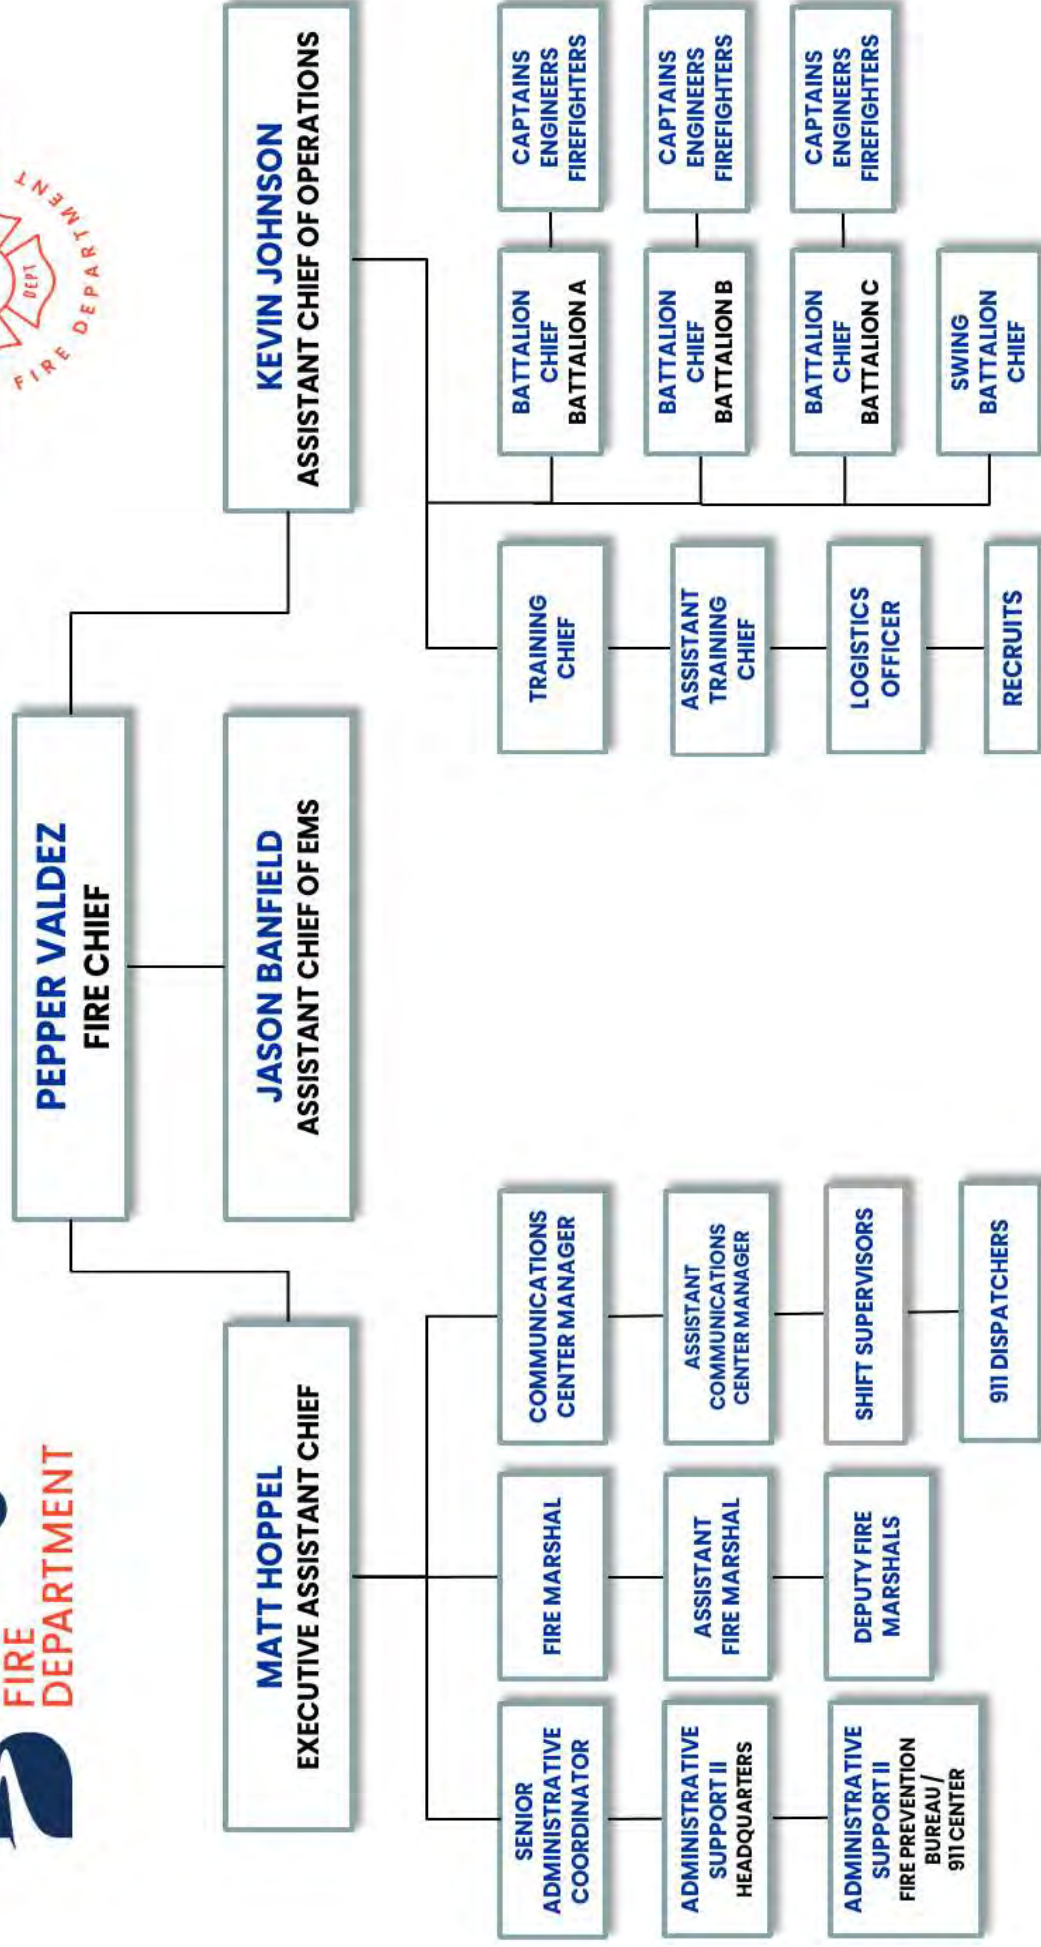 FIRE
DEPARTMENT
FIRE DEPARTMENT
DEPT
PEPPER VALDEZ
FIRE CHIEF
MATT HOPPEL
EXECUTIVE ASSISTANT CHIEF
JASON BANFIELD
ASSISTANT CHIEF OF EMS
KEVIN JOHNSON
ASSISTANT CHIEF OF OPERATIONS
SENIOR
ADMINISTRATIVE
COORDINATOR
ADMINISTRATIVE
SUPPORT II
HEADQUARTERS
ADMINISTRATIVE
SUPPORT II
FIRE PREVENTION
BUREAU /
911 CENTER
FIRE MARSHAL
ASSISTANT
FIRE MARSHAL
DEPUTY FIRE
MARSHALS
COMMUNICATIONS
CENTER MANAGER
ASSISTANT
COMMUNICATIONS
CENTER MANAGER
SHIFT SUPERVISORS
911 DISPATCHERS
TRAINING
CHIEF
ASSISTANT
TRAINING
CHIEF
LOGISTICS
OFFICER
RECRUITS
BATTALION
CHIEF
BATTALION A
CAPTAINS
ENGINEERS
FIREFIGHTERS
BATTALION
CHIEF
BATTALION B
CAPTAINS
ENGINEERS
FIREFIGHTERS
BATTALION
CHIEF
BATTALION C
CAPTAINS
ENGINEERS
FIREFIGHTERS
SWING
BATTALION
CHIEF